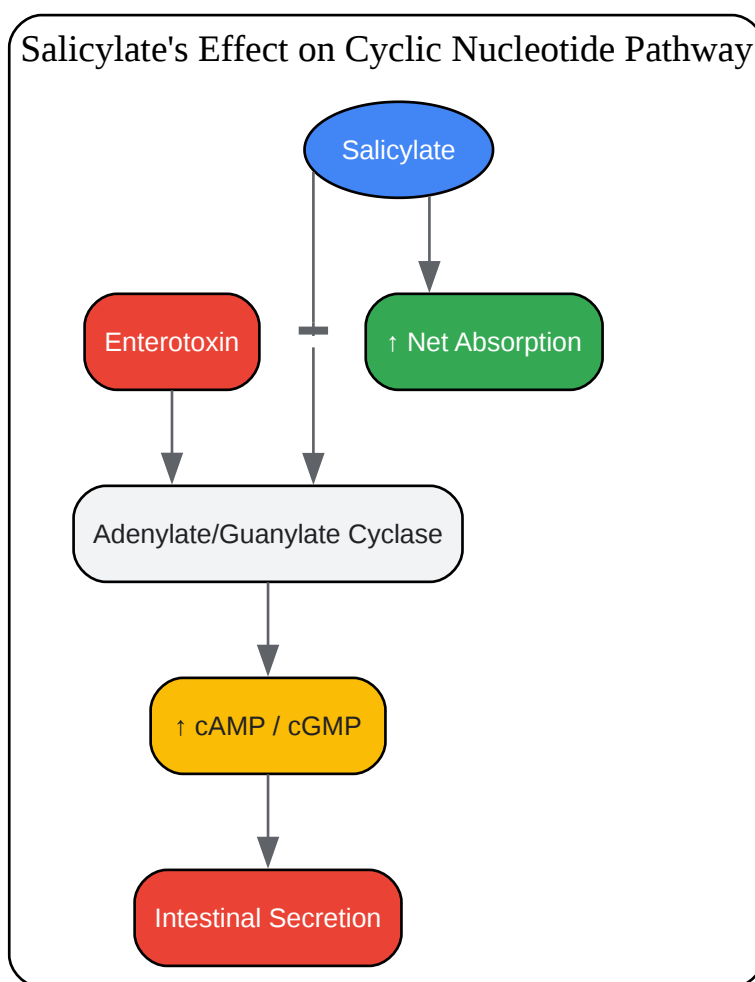 Salicylate's Effect on Cyclic Nucleotide Pathway
Salicylate
Enterotoxin
↑ Net Absorption
Adenylate/Guanylate Cyclase
↑ cAMP / cGMP
Intestinal Secretion